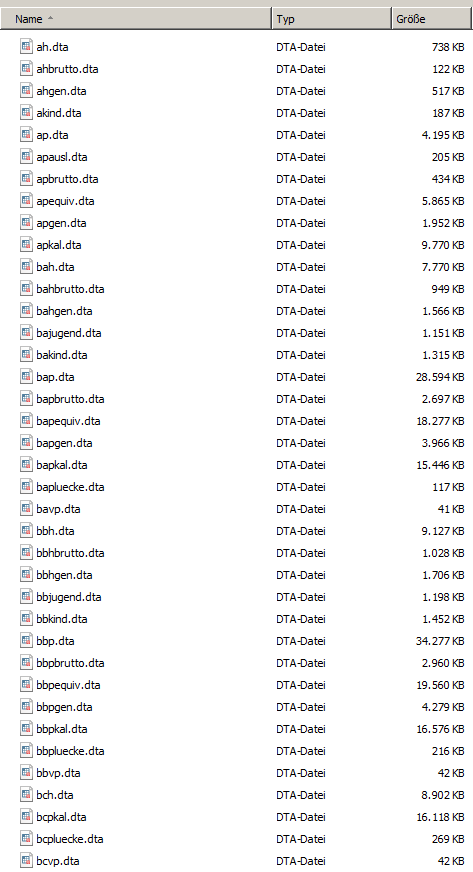 Name Typ Größe
ah.dta DTA-Datei 738 KB
ahbrutto.dta DTA-Datei 122 KB
ahgen.dta DTA-Datei 517 KB
akind.dta DTA-Datei 187 KB
ap.dta DTA-Datei 4.195 KB
apausl.dta DTA-Datei 205 KB
apbrutto.dta DTA-Datei 434 KB
apequiv.dta DTA-Datei 5.865 KB
apgen.dta DTA-Datei 1.952 KB
apkal.dta DTA-Datei 9.770 KB
bah.dta DTA-Datei 7.770 KB
bahbrutto.dta DTA-Datei 949 KB
bahgen.dta DTA-Datei 1.566 KB
bajugend.dta DTA-Datei 1.151 KB
bakind.dta DTA-Datei 1.315 KB
bap.dta DTA-Datei 28.594 KB
bapbrutto.dta DTA-Datei 2.697 KB
bapequiv.dta DTA-Datei 18.277 KB
bapgen.dta DTA-Datei 3.966 KB
bapkal.dta DTA-Datei 15.446 KB
bapluecke.dta DTA-Datei 117 KB
bavp.dta DTA-Datei 41 KB
bbh.dta DTA-Datei 9.127 KB
bbhbrutto.dta DTA-Datei 1.028 KB
bbhgen.dta DTA-Datei 1.706 KB
bbjugend.dta DTA-Datei 1.198 KB
bbkind.dta DTA-Datei 1.452 KB
bbp.dta DTA-Datei 34.277 KB
bbpbrutto.dta DTA-Datei 2.960 KB
bbpequiv.dta DTA-Datei 19.560 KB
bbpgen.dta DTA-Datei 4.279 KB
bbpkal.dta DTA-Datei 16.576 KB
bbpluecke.dta DTA-Datei 216 KB
bbvp.dta DTA-Datei 42 KB
bch.dta DTA-Datei 8.902 KB
bcpkal.dta DTA-Datei 16.118 KB
bcpluecke.dta DTA-Datei 269 KB
bcvp.dta DTA-Datei 42 KB